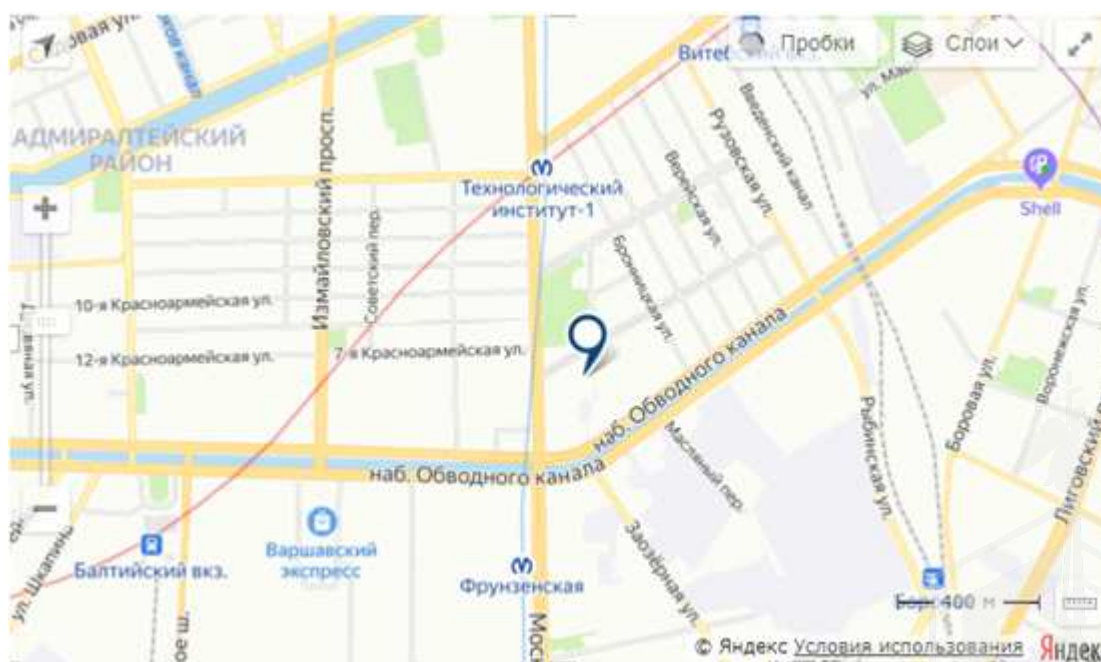 Пробки
Слои
АДМИРАЛТЕЙСКИЙ
РАЙОН
Измайловский просп.
Советский пер.
Технологический
институт-1
Рузовская ул.
Введенский канал
Верейская ул.
Бронницкая ул.
Shell
10-я Красноармейская ул.
12-я Красноармейская ул.
7-я Красноармейская ул.
наб. Обводного канала
наб. Обводного канала
Масляный пер.
Рыбинская ул.
Боровая ул.
Воронежская ул.
Лиговский
Варшавский
экспресс
Балтийский вкз.
ул. Шкапина
Фрунзенская
Заозёрная ул.
400 м
© Яндекс Условия использования